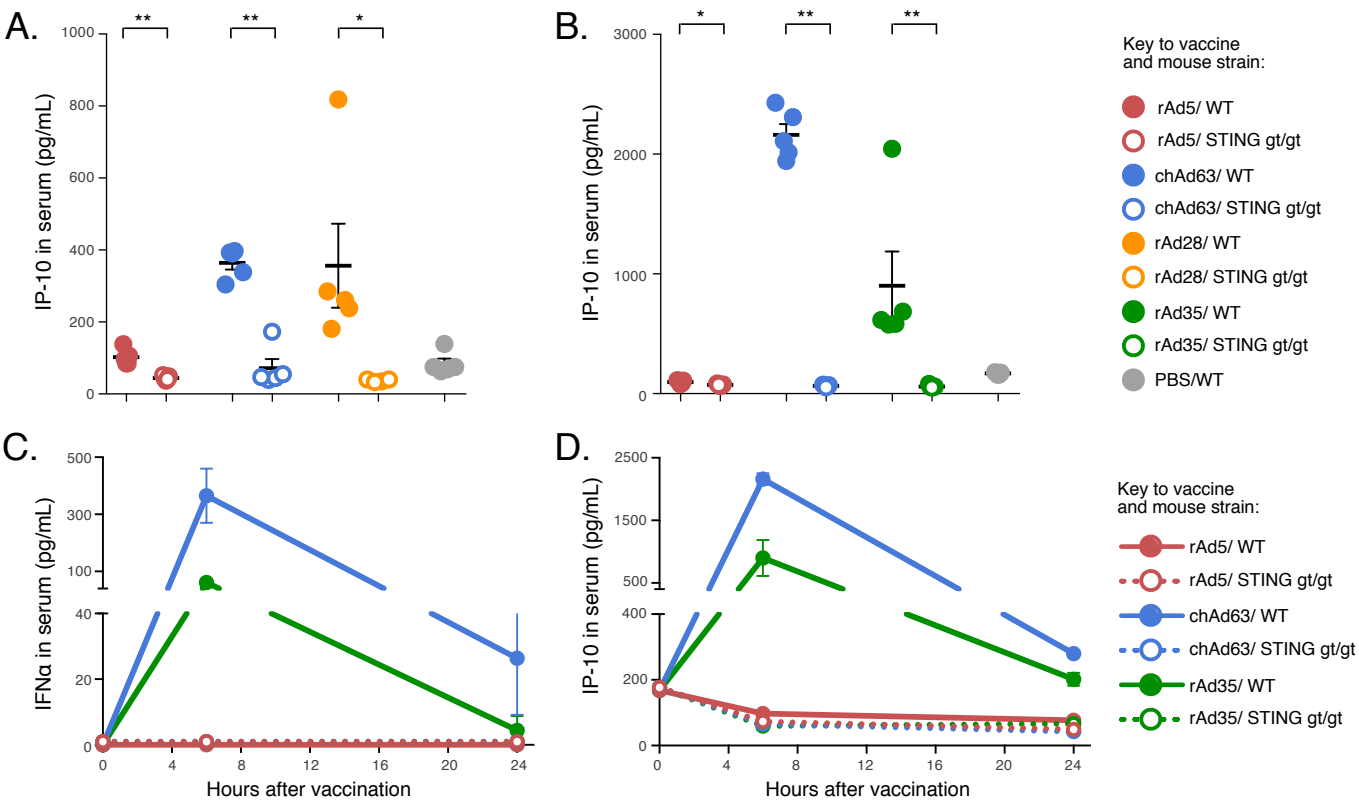 A.
** ** *
IP-10 in serum (pg/mL)
1000
800
600
400
200
0
B.
* ** **
IP-10 in serum (pg/mL)
3000
2000
1000
0
Key to vaccine
and mouse strain:
rAd5/ WT
rAd5/ STING gt/gt
chAd63/ WT
chAd63/ STING gt/gt
rAd28/ WT
rAd28/ STING gt/gt
rAd35/ WT
rAd35/ STING gt/gt
PBS/WT
C.
IFNα in serum (pg/mL)
500
300
100
40
20
0
0 4 8 12 16 20 24
Hours after vaccination
D.
IP-10 in serum (pg/mL)
2500
1500
500
400
200
0
0 4 8 12 16 20 24
Hours after vaccination
Key to vaccine
and mouse strain:
rAd5/ WT
rAd5/ STING gt/gt
chAd63/ WT
chAd63/ STING gt/gt
rAd35/ WT
rAd35/ STING gt/gt